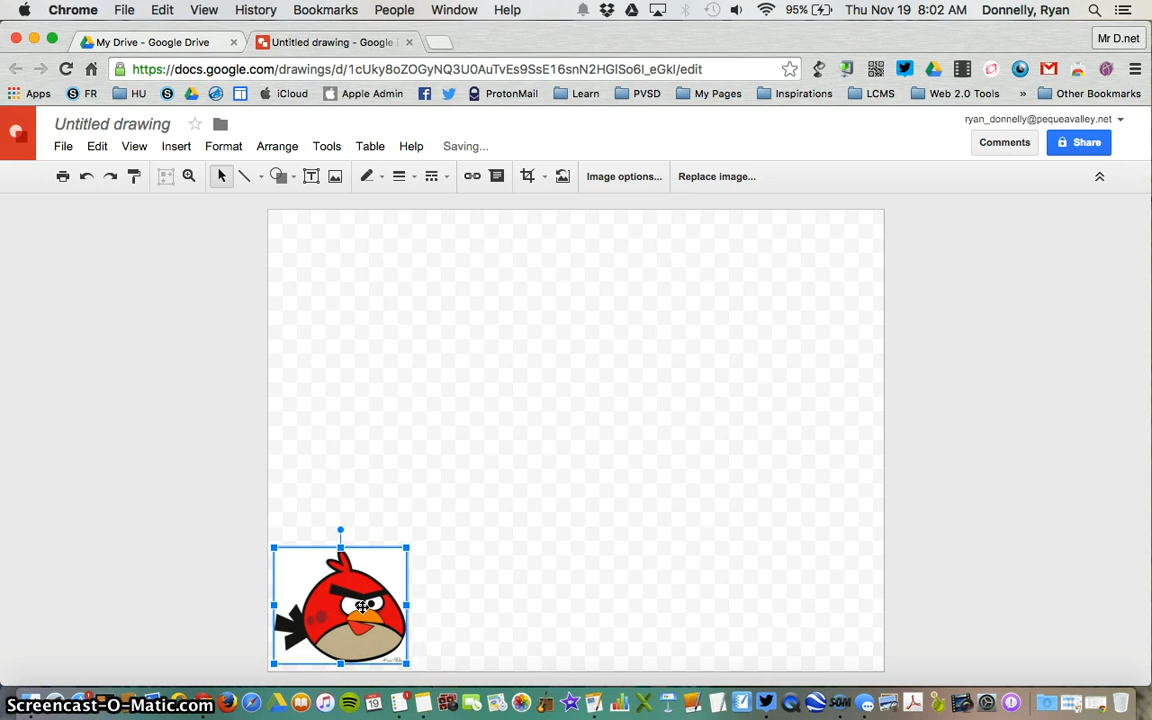 Chrome File Edit View History Bookmarks People Window Help 95% Thu Nov 19 8:02 AM Donnelly, Ryan
My Drive - Google Drive Untitled drawing - Google Mr D.net
https://docs.google.com/drawings/d/1cUky8oZOGyNQ3U0AuTvEs9SsE16snN2HGlSo6I_eGkI/edit
Apps FR HU iCloud Apple Admin ProtonMail Learn PVSD My Pages Inspirations LCMS Web 2.0 Tools » Other Bookmarks
Untitled drawing ryan_donnelly@pequeavalley.net
File Edit View Insert Format Arrange Tools Table Help Saving... Comments Share
Image options... Replace image...
Screencast-O-Matic.com